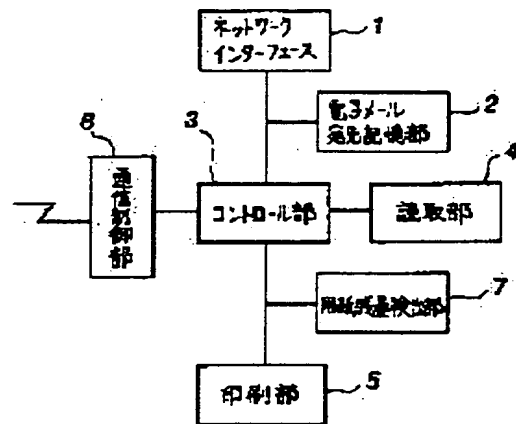 ネットワーク
インターフェース
1
電子メール
宛先記憶部
2
8
3
4
通信制御部
コントロール部
読取部
7
用紙残量検出部
印刷部
5